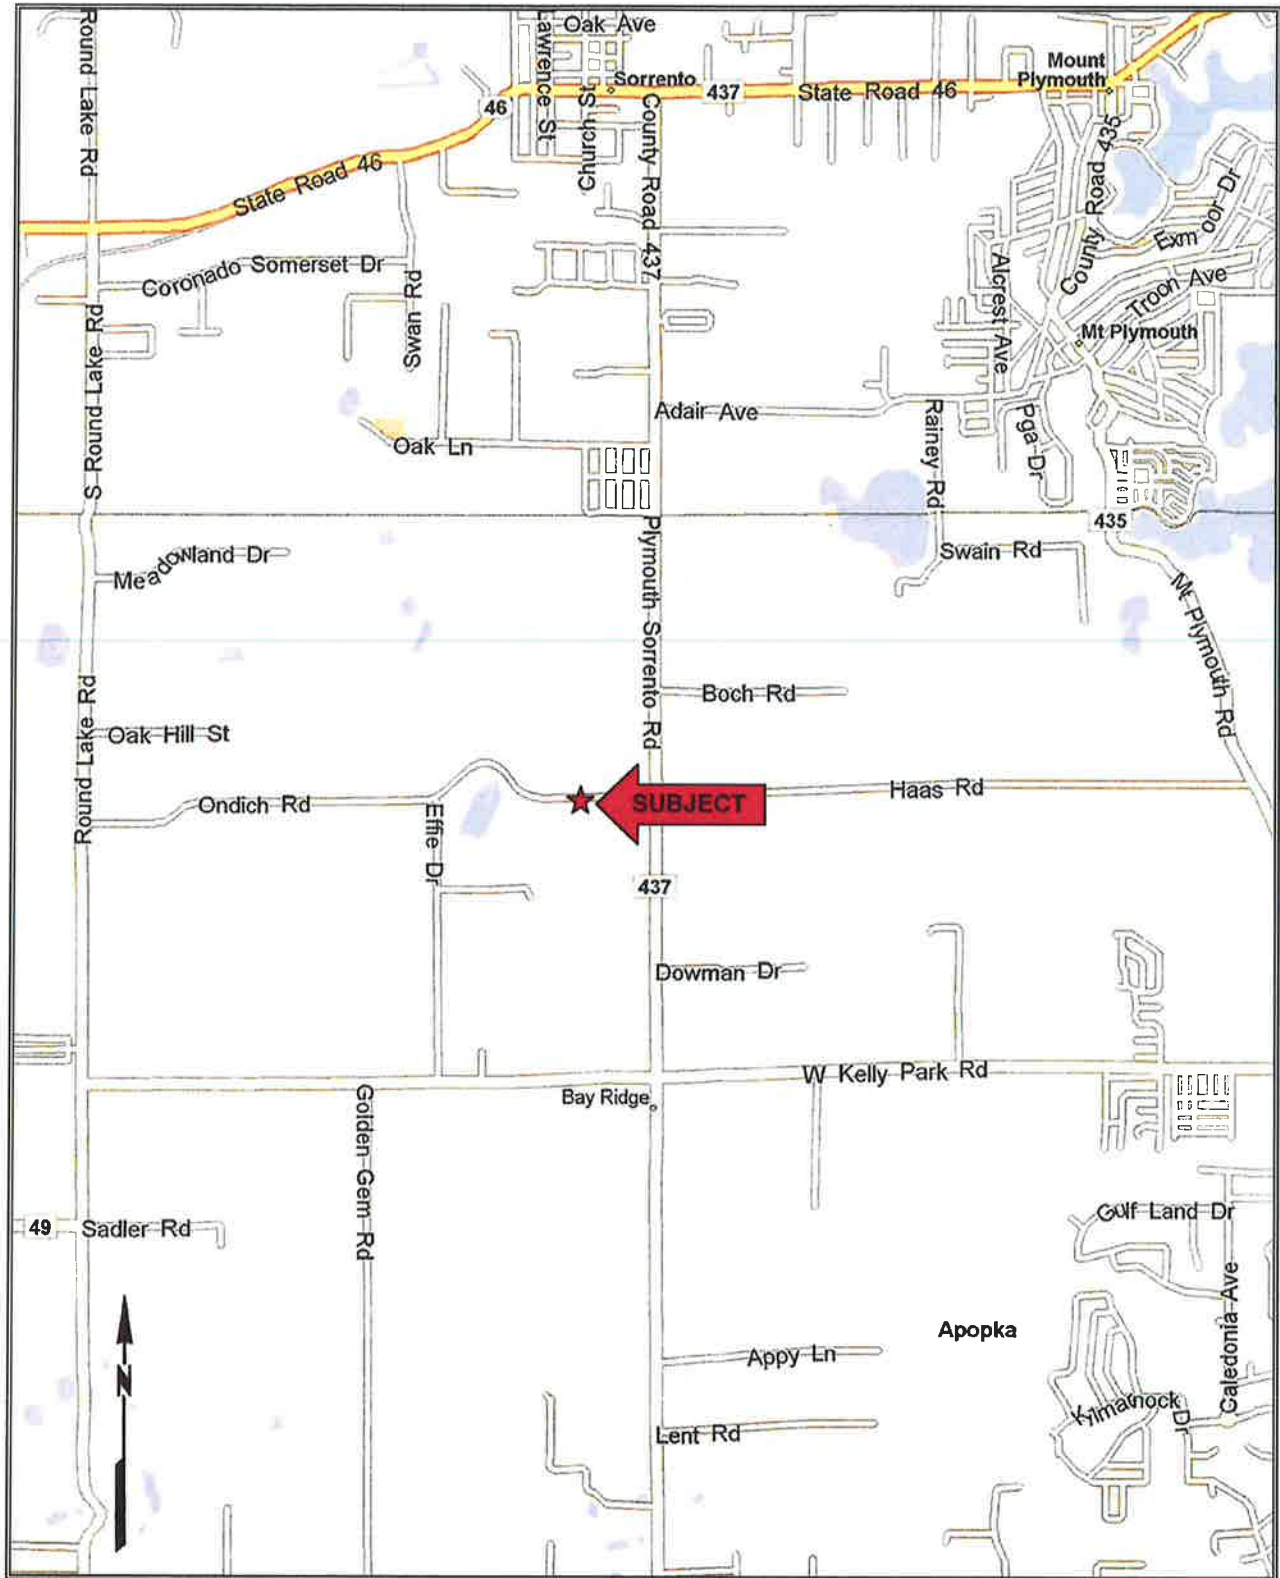 Oak Ave
Round Lake Rd
Lawrence St
Mount
Plymouth
Sorrento
437
State Road 46
46
Church St
County Road 437
County Road 435
State Road 46
Exmoor Dr
Coronado Somerset Dr
Swan Rd
Alcrest Ave
Troon Ave
S Round Lake Rd
Mt Plymouth
Adair Ave
Rainey Rd
Pga Dr
Oak Ln
435
Plymouth Sorrento Rd
Meadowland Dr
Swain Rd
Mt Plymouth Rd
Round Lake Rd
Boch Rd
Oak Hill St
Ondich Rd
SUBJECT
Haas Rd
Effie Dr
437
Dowman Dr
W Kelly Park Rd
Bay Ridge
Golden Gem Rd
49
Sadler Rd
Gulf Land Dr
Caledonia Ave
N
Apopka
Appy Ln
Kilmarnock Dr
Lent Rd